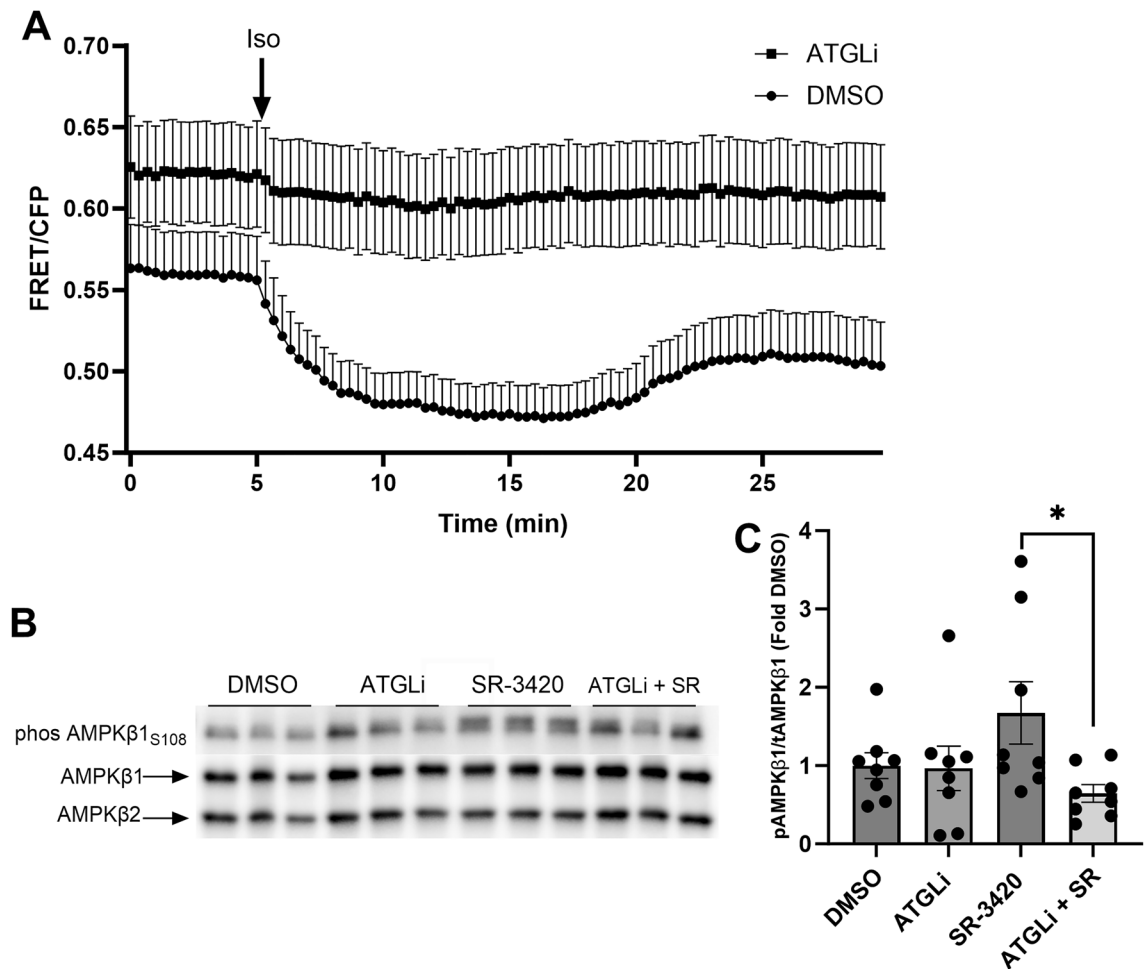 A
Iso
ATGLi
DMSO
FRET/CFP
0.70
0.65
0.60
0.55
0.50
0.45
0 5 10 15 20 25
Time (min)
B
DMSO ATGLi SR-3420 ATGLi + SR
phos AMPKβ1S108
AMPKβ1
AMPKβ2
C
pAMPKβ1/tAMPKβ1 (Fold DMSO)
4
3
2
1
0
*
DMSO
ATGLi
SR-3420
ATGLi + SR